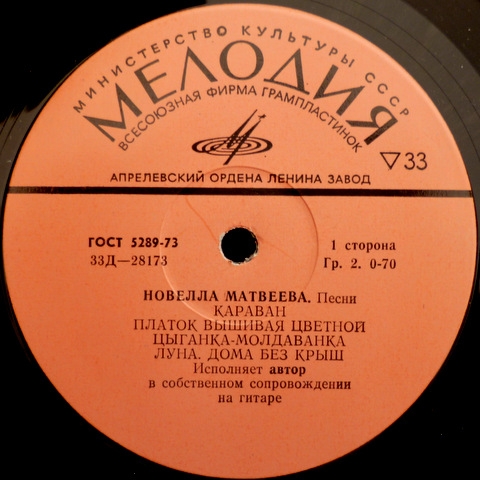 МИНИСТЕРСТВО КУЛЬТУРЫ СССР
МЕЛОДИЯ
ВСЕСОЮЗНАЯ ФИРМА ГРАМПЛАСТИНОК
▽33
АПРЕЛЕВСКИЙ ОРДЕНА ЛЕНИНА ЗАВОД
ГОСТ 5289-73
33Д—28173
1 сторона
Гр. 2. 0-70
НОВЕЛЛА МАТВЕЕВА. Песни
КАРАВАН
ПЛАТОК ВЫШИВАЯ ЦВЕТНОЙ
ЦЫГАНКА-МОЛДАВАНКА
ЛУНА. ДОМА БЕЗ КРЫШ
Исполняет автор
в собственном сопровождении
на гитаре